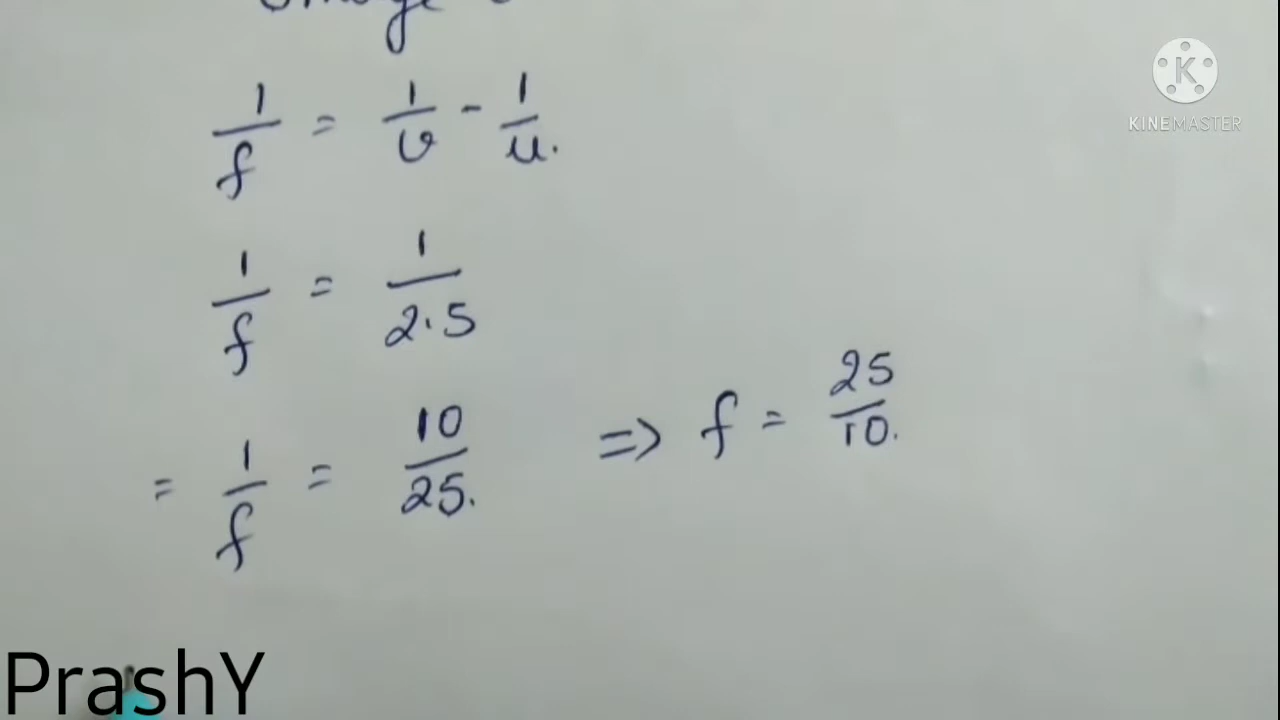 1/f = 1/v - 1/u.
1/f = 1/2.5
= 1/f = 10/25. => f = 25/10.
KINEMASTER
PrashY